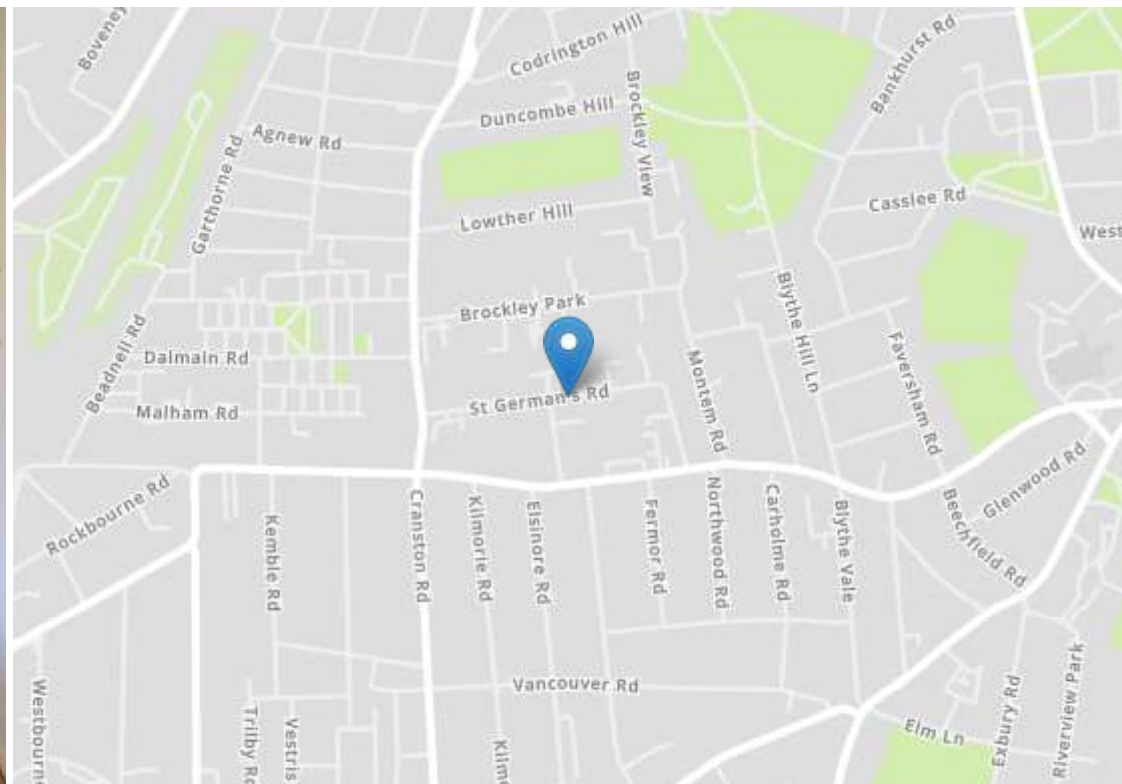 Boveney
Codrington Hill
Bankhurst Rd
Duncombe Hill
Brockley View
Agnew Rd
Garthorne Rd
Casslee Rd
Lowther Hill
West
Brockley Park
Blythe Hill Ln
Beadnell Rd
Dalmain Rd
Montem Rd
Faversham Rd
St German's Rd
Malham Rd
Glenwood Rd
Rockbourne Rd
Kemble Rd
Cranston Rd
Kilmorie Rd
Elsinore Rd
Fermor Rd
Northwood Rd
Carholme Rd
Blythe Vale
Beechfield Rd
Vancouver Rd
Westbourn
Trilby Rd
Vestris
Kilm
Elm Ln
Exbury Rd
Riverview Park